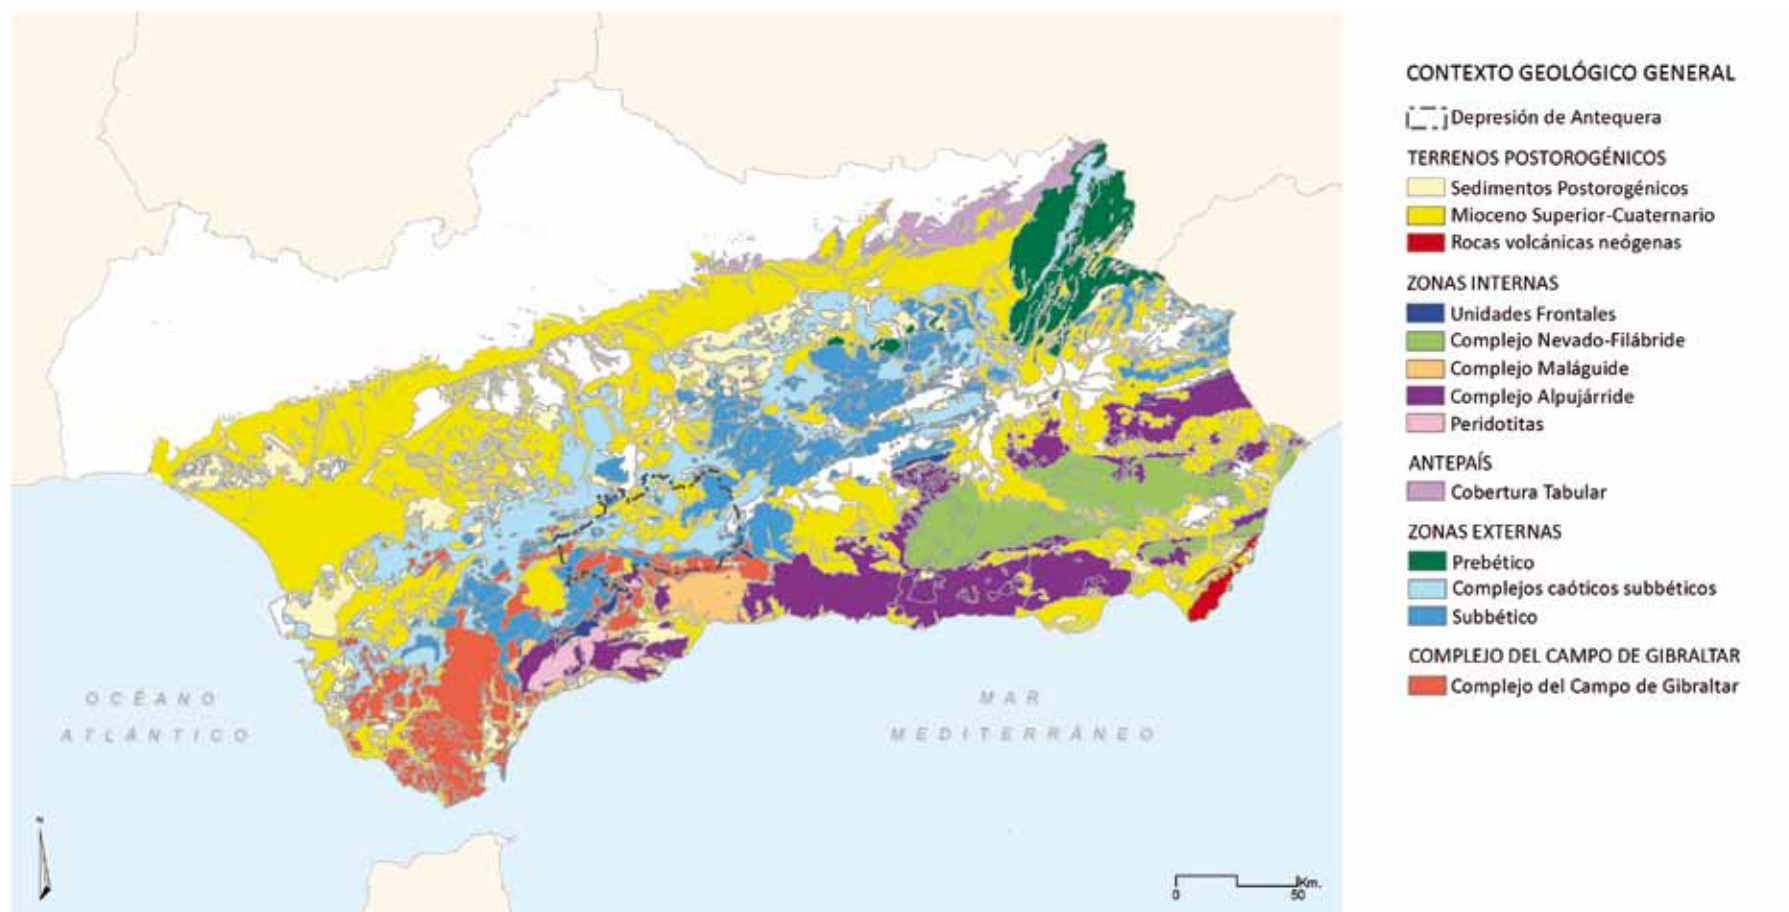 CONTEXTO GEOLÓGICO GENERAL
Depresión de Antequera
TERRENOS POSTOROGÉNICOS
Sedimentos Postorogénicos
Mioceno Superior-Cuaternario
Rocas volcánicas neógenas
ZONAS INTERNAS
Unidades Frontales
Complejo Nevado-Filábride
Complejo Maláguide
Complejo Alpujárride
Peridotitas
ANTEPAÍS
Cobertura Tabular
ZONAS EXTERNAS
Prebético
Complejos caóticos subbéticos
Subbético
COMPLEJO DEL CAMPO DE GIBRALTAR
Complejo del Campo de Gibraltar
OCÉANO
ATLÁNTICO
MAR
MEDITERRÁNEO
N
Km.
0 50